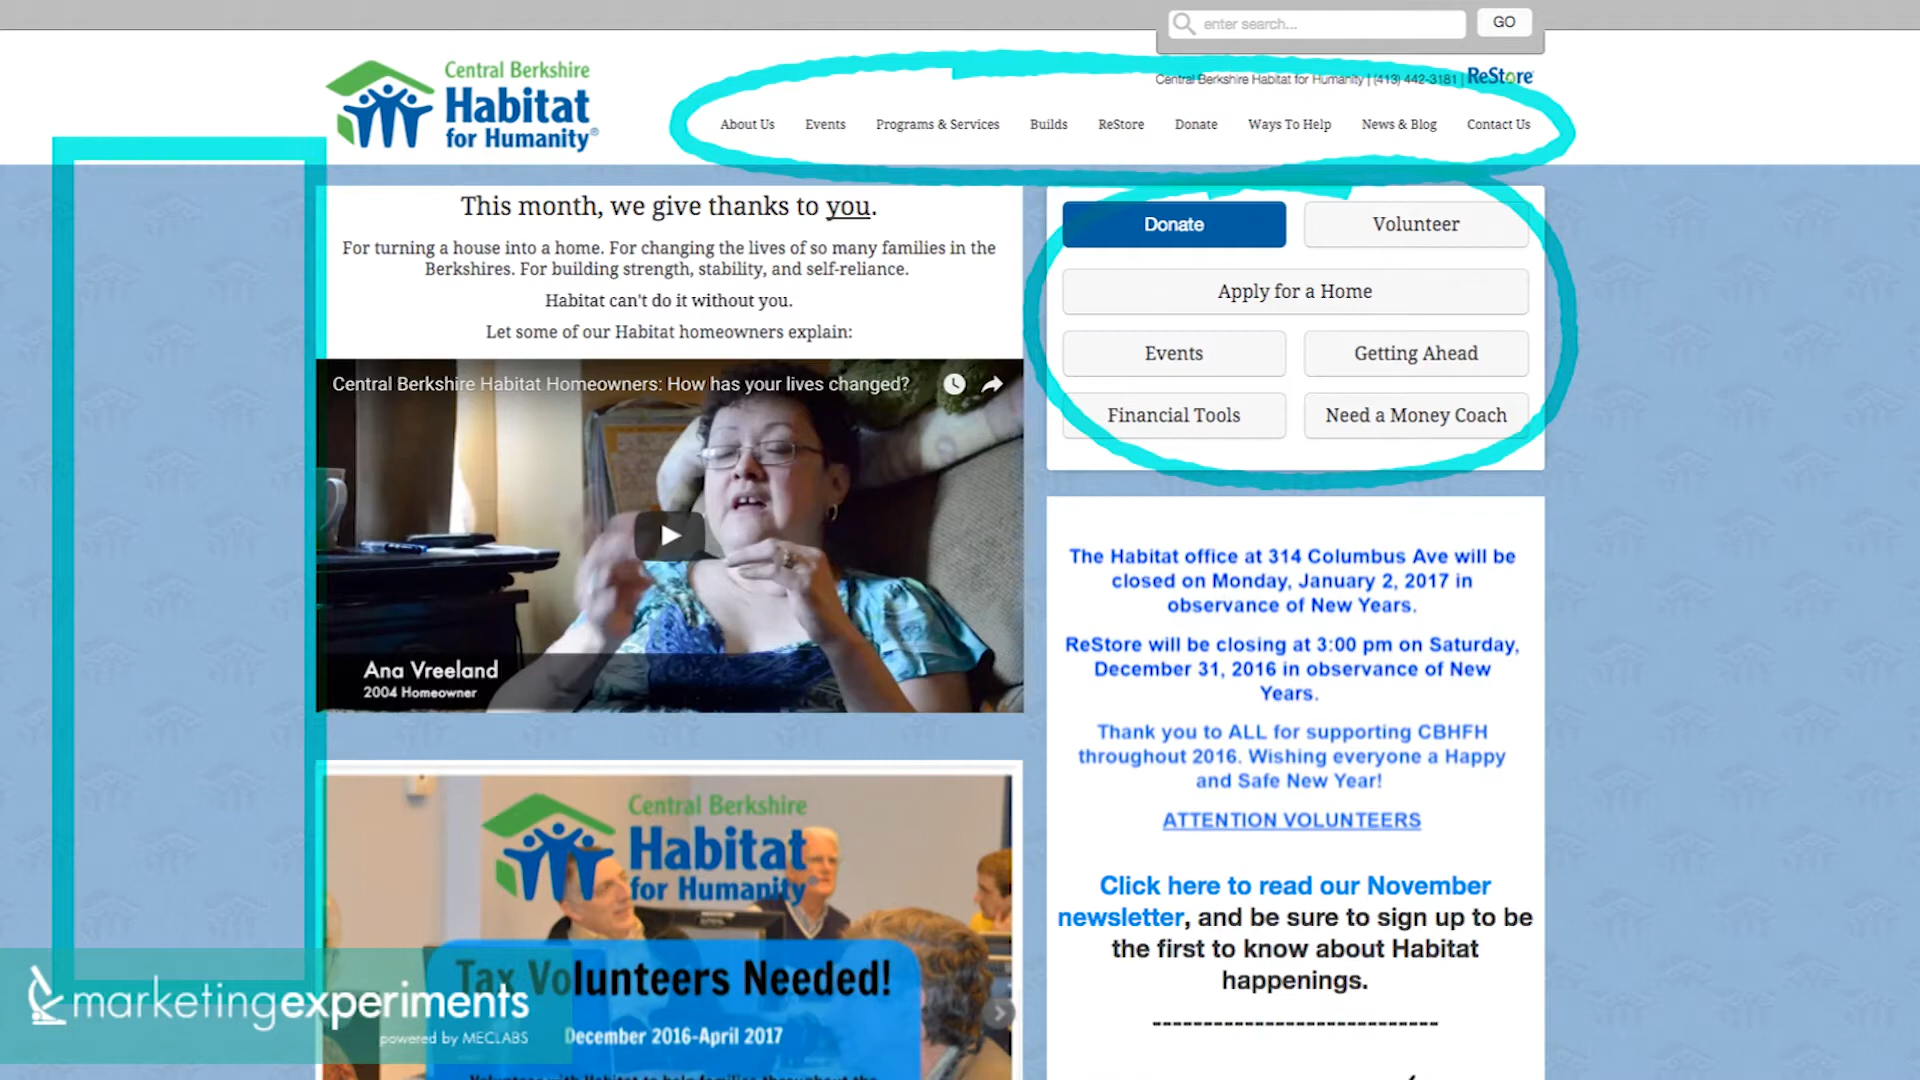 enter search...
GO
Central Berkshire
Habitat
for Humanity®
Central Berkshire Habitat for Humanity | (413) 442-3181 | ReStore
About Us Events Programs & Services Builds ReStore Donate Ways To Help News & Blog Contact Us
This month, we give thanks to you.
For turning a house into a home. For changing the lives of so many families in the
Berkshires. For building strength, stability, and self-reliance.
Habitat can't do it without you.
Let some of our Habitat homeowners explain:
Central Berkshire Habitat Homeowners: How has your lives changed?
Ana Vreeland
2004 Homeowner
Central Berkshire
Habitat
for Humanity®
Tax Volunteers Needed!
December 2016-April 2017
Volunteer with Habitat to help families throughout the
Donate Volunteer
Apply for a Home
Events Getting Ahead
Financial Tools Need a Money Coach
The Habitat office at 314 Columbus Ave will be
closed on Monday, January 2, 2017 in
observance of New Years.
ReStore will be closing at 3:00 pm on Saturday,
December 31, 2016 in observance of New
Years.
Thank you to ALL for supporting CBHFH
throughout 2016. Wishing everyone a Happy
and Safe New Year!
ATTENTION VOLUNTEERS
Click here to read our November
newsletter, and be sure to sign up to be
the first to know about Habitat
happenings.
----------------------------
marketingexperiments
powered by MECLABS